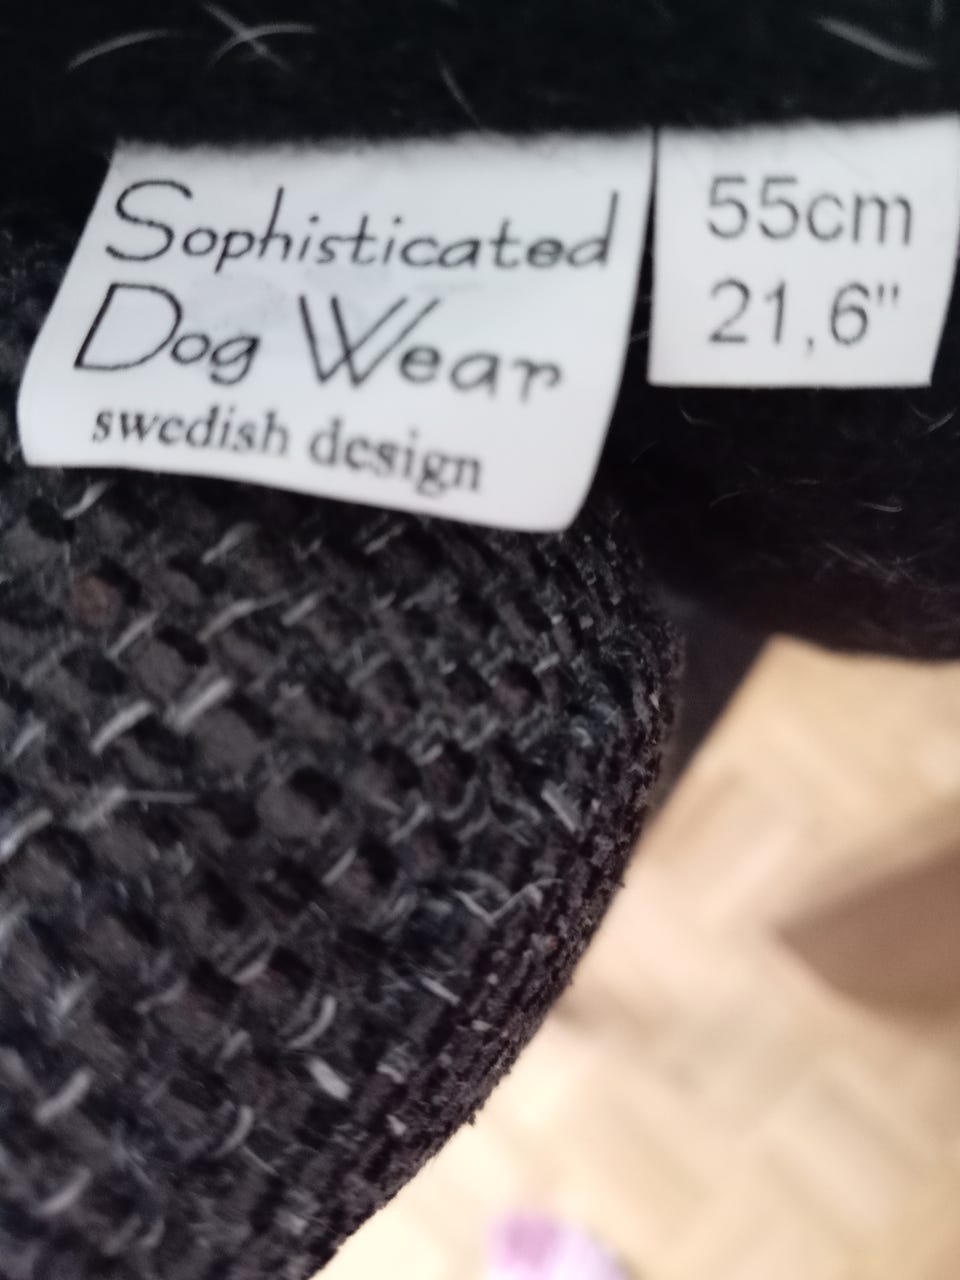 Sophisticated
Dog Wear
swedish design
55cm
21,6"